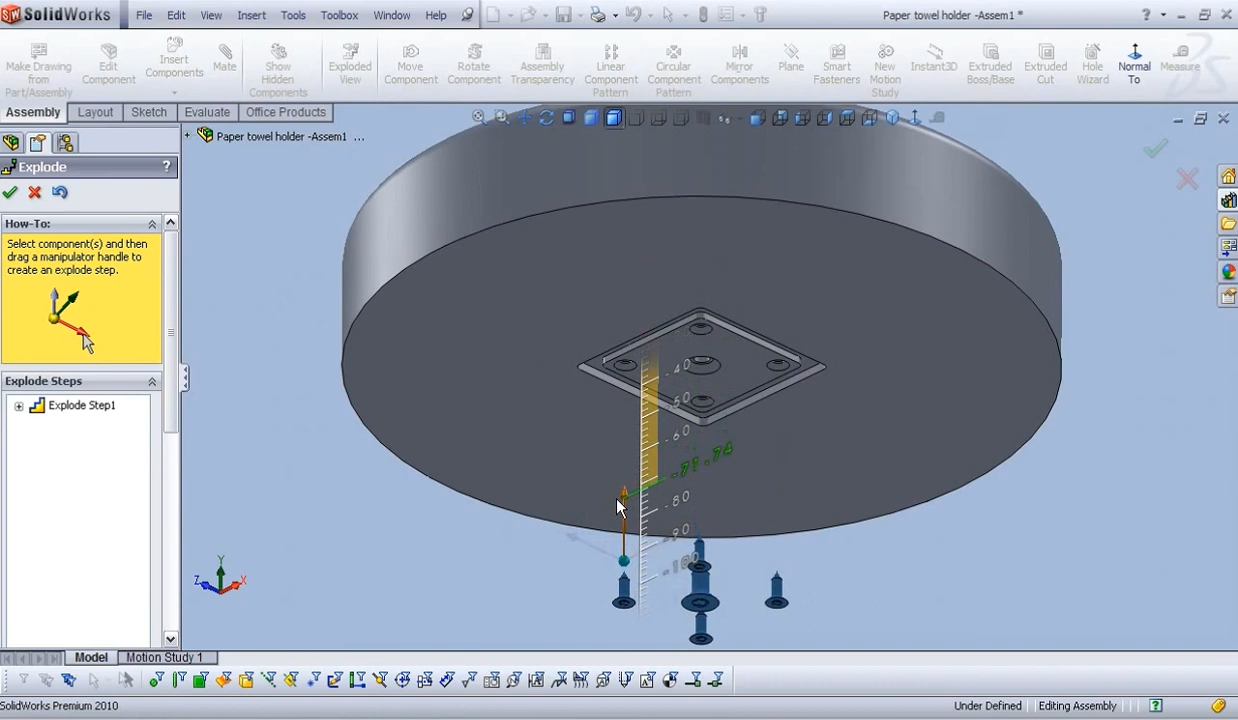 SolidWorks File Edit View Insert Tools Toolbox Window Help Paper towel holder -Assem1 *
Make Drawing from Part/Assembly
Edit Component
Insert Components
Mate
Show Hidden Components
Exploded View
Move Component
Rotate Component
Assembly Transparency
Linear Component Pattern
Circular Component Pattern
Mirror Components
Plane
Smart Fasteners
New Motion Study
Instant3D
Extruded Boss/Base
Extruded Cut
Hole Wizard
Normal To
Measure
Assembly Layout Sketch Evaluate Office Products
Paper towel holder -Assem1 ...
Explode ?
How-To:
Select component(s) and then
drag a manipulator handle to
create an explode step.
Explode Steps
Explode Step1
-40
-50
-60
-71.74
-80
-90
-100
Y
Z X
Model Motion Study 1
SolidWorks Premium 2010 Under Defined Editing Assembly ?